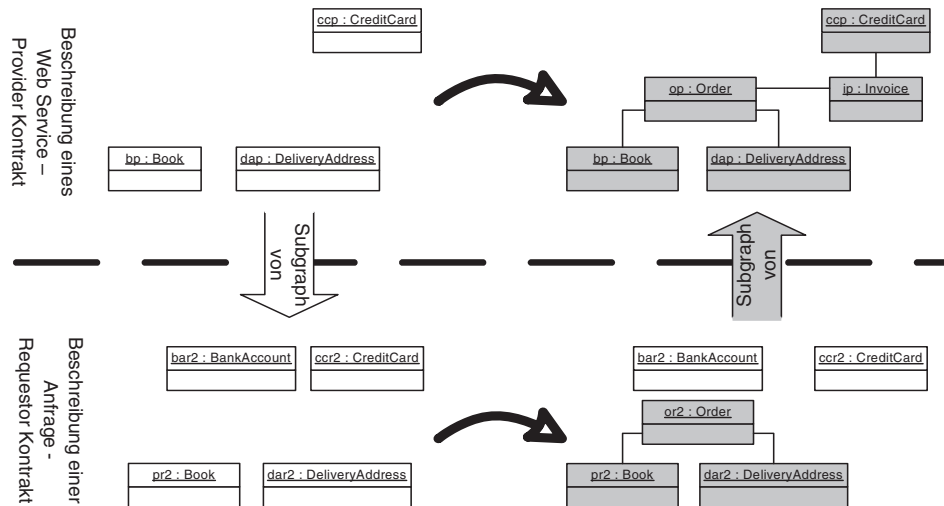 Beschreibung eines
Web Service –
Provider Kontrakt
ccp : CreditCard
bp : Book
dap : DeliveryAddress
ccp : CreditCard
op : Order
ip : Invoice
bp : Book
dap : DeliveryAddress
Subgraph
von
Subgraph
von
Beschreibung einer
Anfrage -
Requestor Kontrakt
bar2 : BankAccount
ccr2 : CreditCard
pr2 : Book
dar2 : DeliveryAddress
bar2 : BankAccount
ccr2 : CreditCard
or2 : Order
pr2 : Book
dar2 : DeliveryAddress